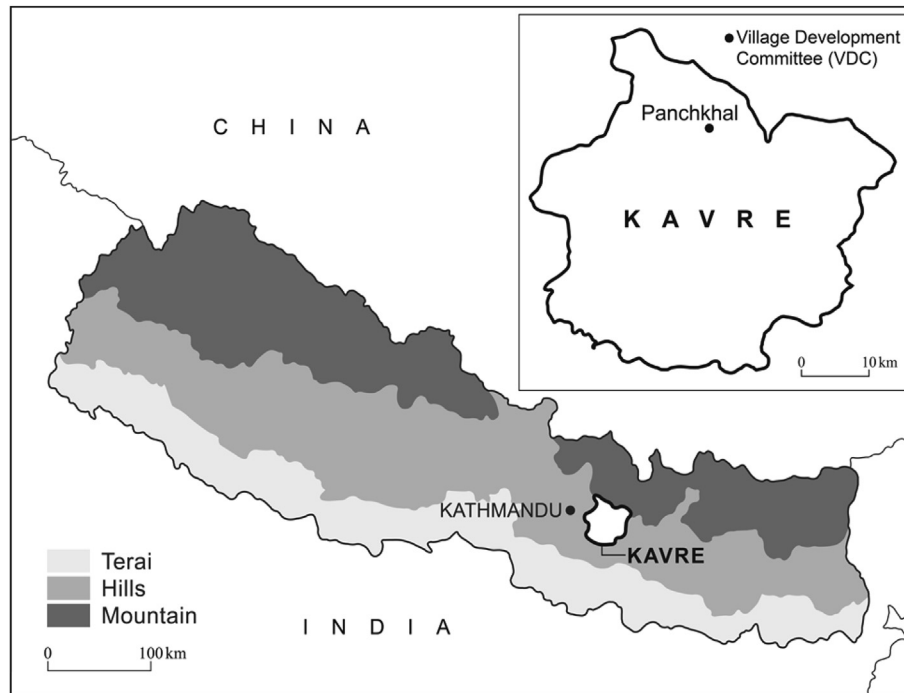 Village Development
Committee (VDC)
Panchkhal
K A V R E
0 10 km
C H I N A
KATHMANDU
KAVRE
Terai
Hills
Mountain
0 100 km
I N D I A